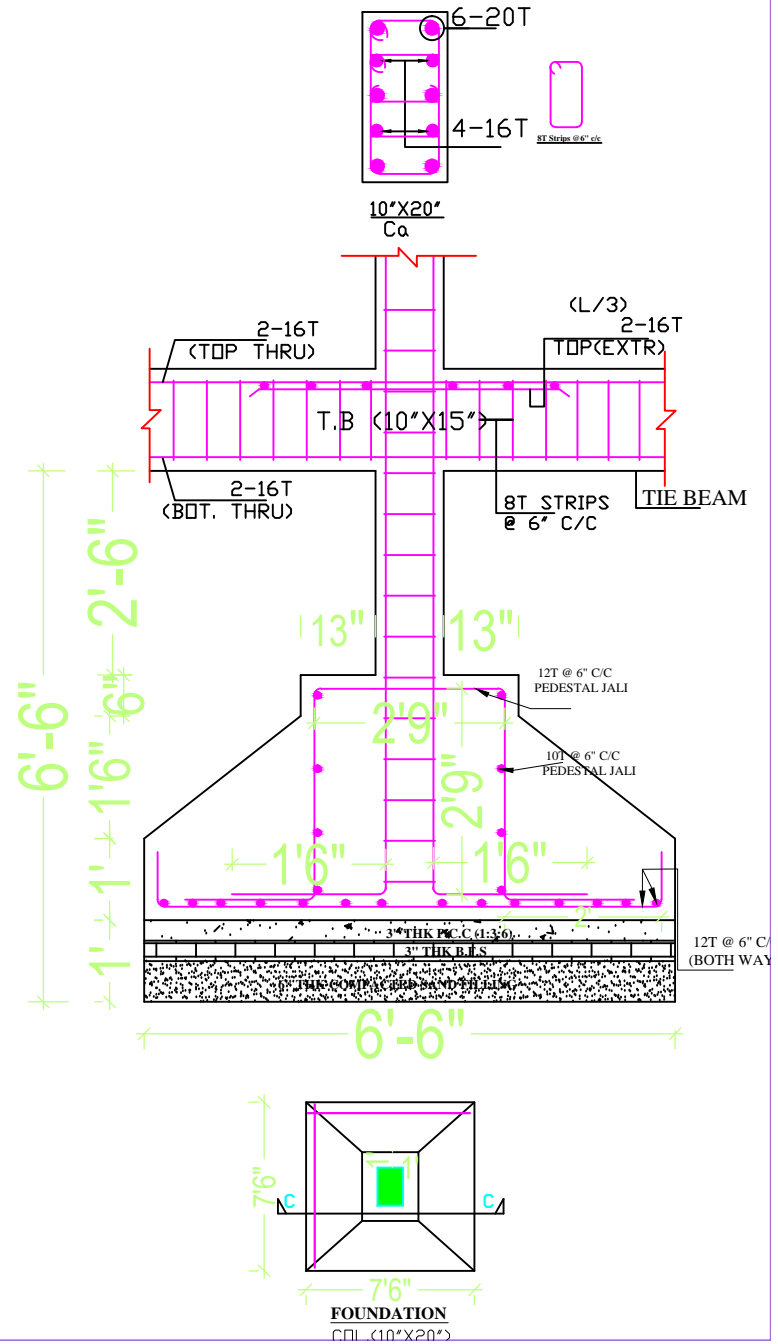 6-20T
4-16T
8T Strips @6" c/c
10"X20"
Ca
2-16T
(TOP THRU)
(L/3)
2-16T
TOP(EXTR)
T.B (10"X15")
2-16T
(BOT. THRU)
8T STRIPS
@ 6" C/C
TIE BEAM
2'-6"
13"
13"
12T @ 6" C/C
PEDESTAL JALI
6"
2'9"
6'-6"
1'6"
10T @ 6" C/C
PEDESTAL JALI
2'9"
1'6"
1'6"
1'
2'
3" THK P.C.C (1:3:6)
3" THK B.F.S
12T @ 6" C/
(BOTH WAY
1'
6" THK COMPACTED SAND FILLING
6'-6"
7'6"
1'
1'
C
C
7'6"
FOUNDATION
COL.(10"X20")